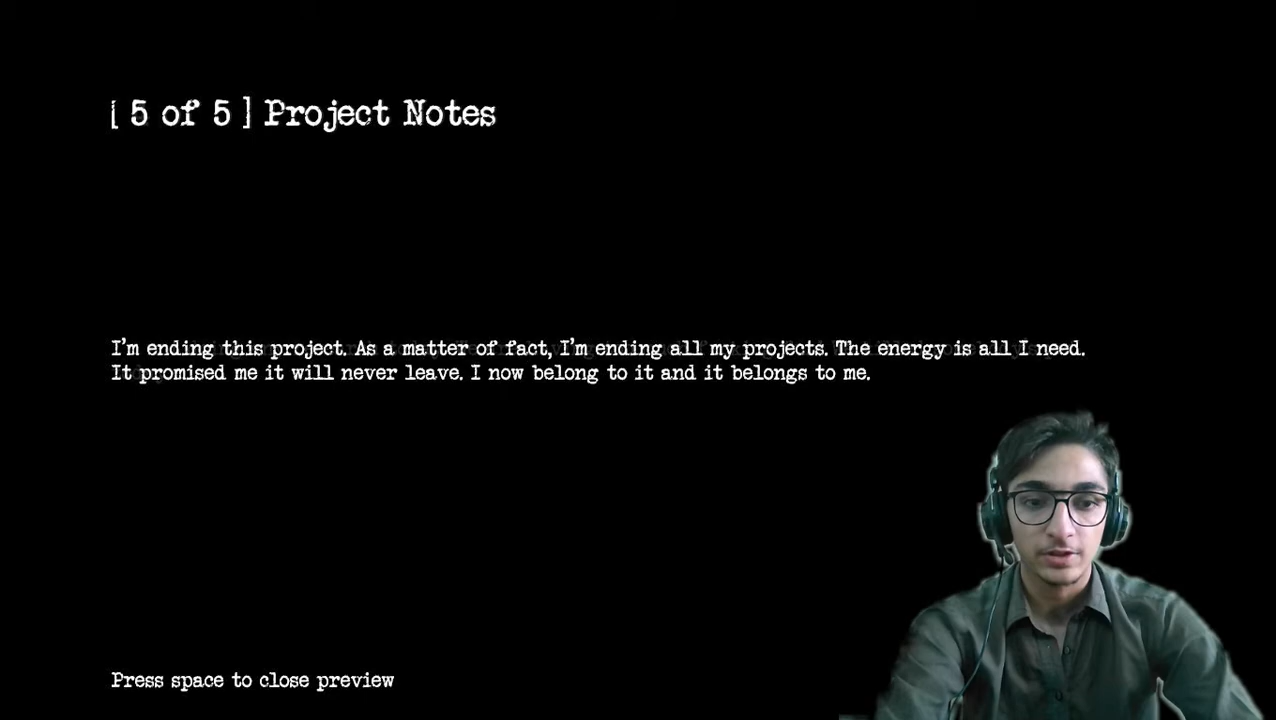 [ 5 of 5 ] Project Notes
I'm ending this project. As a matter of fact, I'm ending all my projects. The energy is all I need.
It promised me it will never leave. I now belong to it and it belongs to me.
Press space to close preview